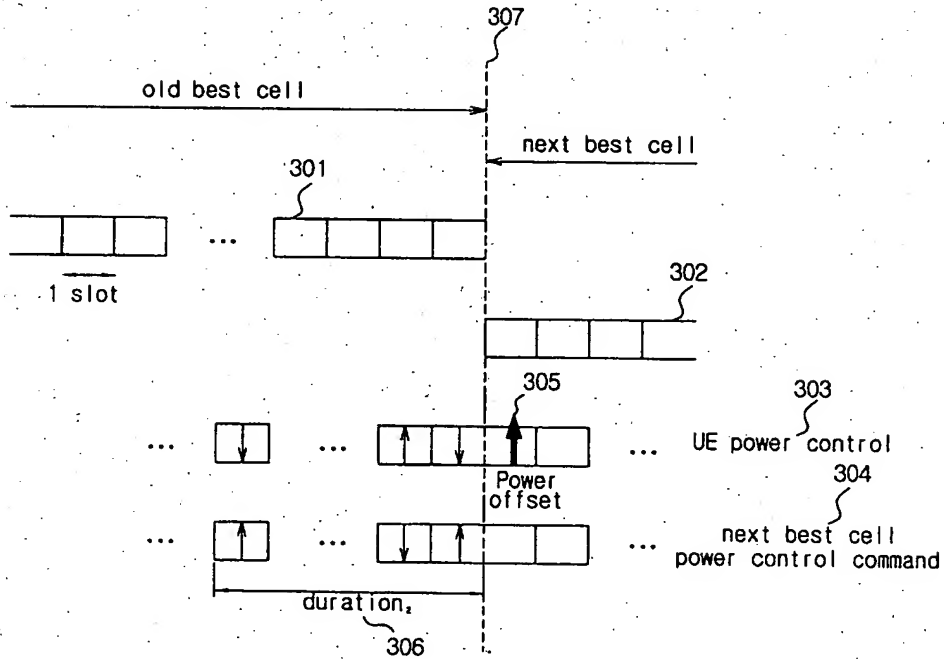 307
old best cell
next best cell
301
...
1 slot
302
305
303
... ... ... UE power control
Power
offset
304
... ... ... next best cell
power control command
duration
306